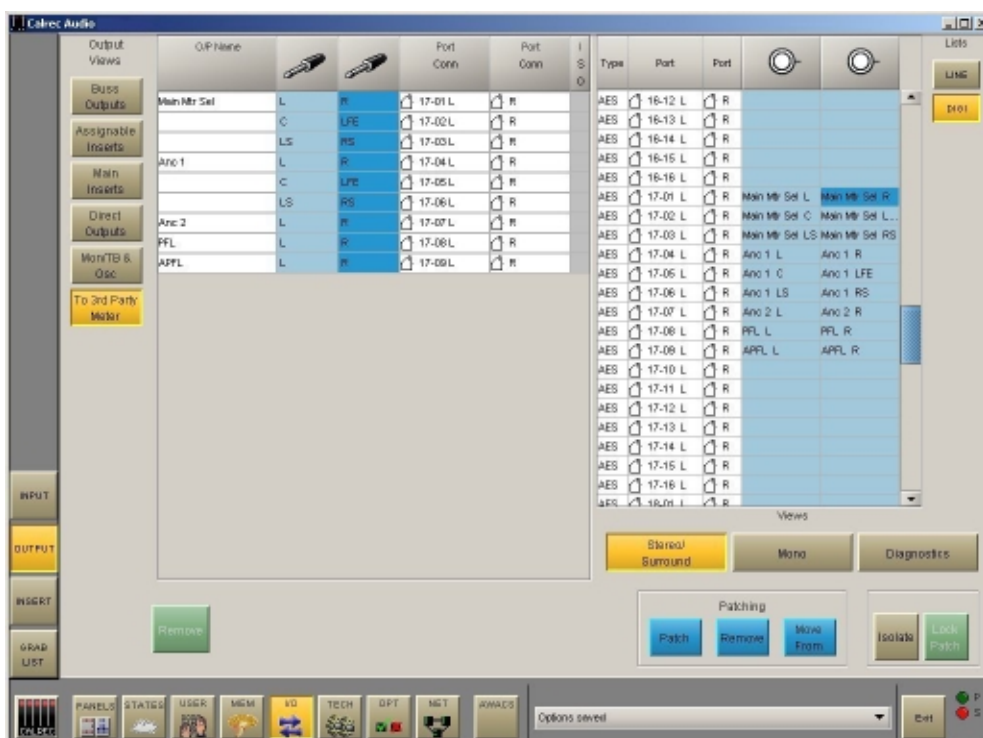 Calrec Audio
Output Views
Buss Outputs
Assignable Inserts
Main Inserts
Direct Outputs
Mon/TB & Osc
To 3rd Party Meter
O/P Name Port Conn Port Conn I S O
Main Mtr Sel L R 17-01 L R
C LFE 17-02 L R
LS RS 17-03 L R
Anc 1 L R 17-04 L R
C LFE 17-05 L R
LS RS 17-06 L R
Anc 2 L R 17-07 L R
PFL L R 17-08 L R
APFL L R 17-09 L R
Type Port Port
AES 16-12 L R
AES 16-13 L R
AES 16-14 L R
AES 16-15 L R
AES 16-16 L R
AES 17-01 L R Main Mtr Sel L Main Mtr Sel R
AES 17-02 L R Main Mtr Sel C Main Mtr Sel L...
AES 17-03 L R Main Mtr Sel LS Main Mtr Sel RS
AES 17-04 L R Anc 1 L Anc 1 R
AES 17-05 L R Anc 1 C Anc 1 LFE
AES 17-06 L R Anc 1 LS Anc 1 RS
AES 17-07 L R Anc 2 L Anc 2 R
AES 17-08 L R PFL L PFL R
AES 17-09 L R APFL L APFL R
AES 17-10 L R
AES 17-11 L R
AES 17-12 L R
AES 17-13 L R
AES 17-14 L R
AES 17-15 L R
AES 17-16 L R
AES 18-01 L R
Lists
LINE
DIGI
Views
Stereo/ Surround
Mono
Diagnostics
Patching
Patch
Remove
Move From
Isolate
Lock Patch
Remove
INPUT
OUTPUT
INSERT
GRAB LIST
CALREC
PANELS
STATES
USER
MEM
I/O
TECH
OPT
NET
AWACS
Options saved
Exit
P
S